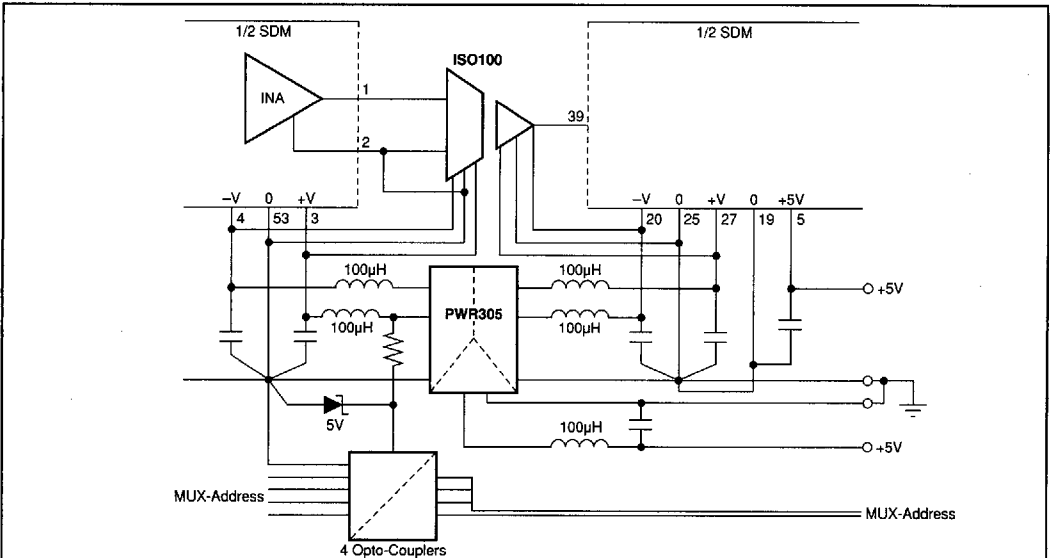 1/2 SDM
1/2 SDM
ISO100
INA
1
2
39
–V 0 +V
4 53 3
–V 0 +V 0 +5V
20 25 27 19 5
100µH
100µH
+5V
PWR305
100µH
100µH
5V
100µH
+5V
MUX-Address
MUX-Address
4 Opto-Couplers